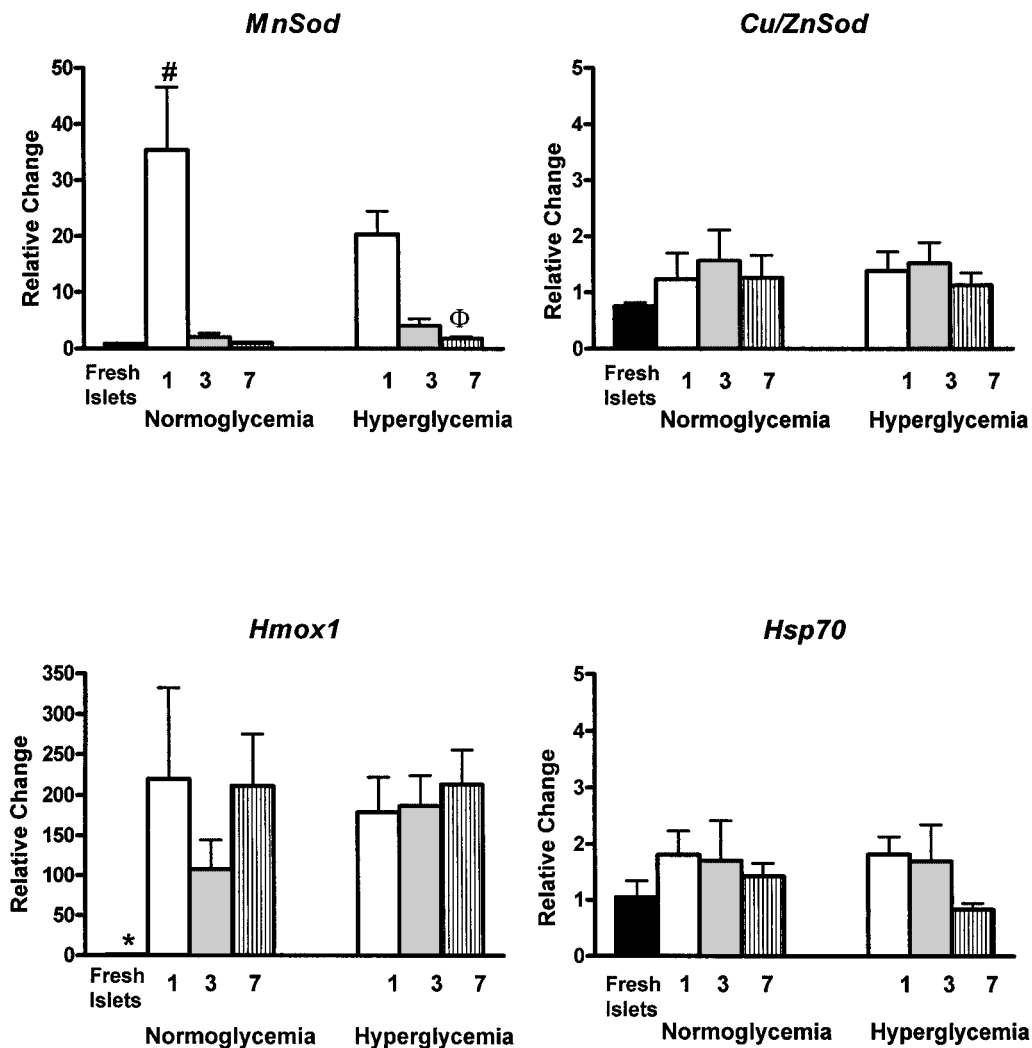 MnSod
Relative Change
50
40
30
20
10
0
#
Φ
Fresh Islets
1 3 7
Normoglycemia
1 3 7
Hyperglycemia
Cu/ZnSod
Relative Change
5
4
3
2
1
0
Fresh Islets
1 3 7
Normoglycemia
1 3 7
Hyperglycemia
Hmox1
Relative Change
350
300
250
200
150
100
50
0
*
Fresh Islets
1 3 7
Normoglycemia
1 3 7
Hyperglycemia
Hsp70
Relative Change
5
4
3
2
1
0
Fresh Islets
1 3 7
Normoglycemia
1 3 7
Hyperglycemia